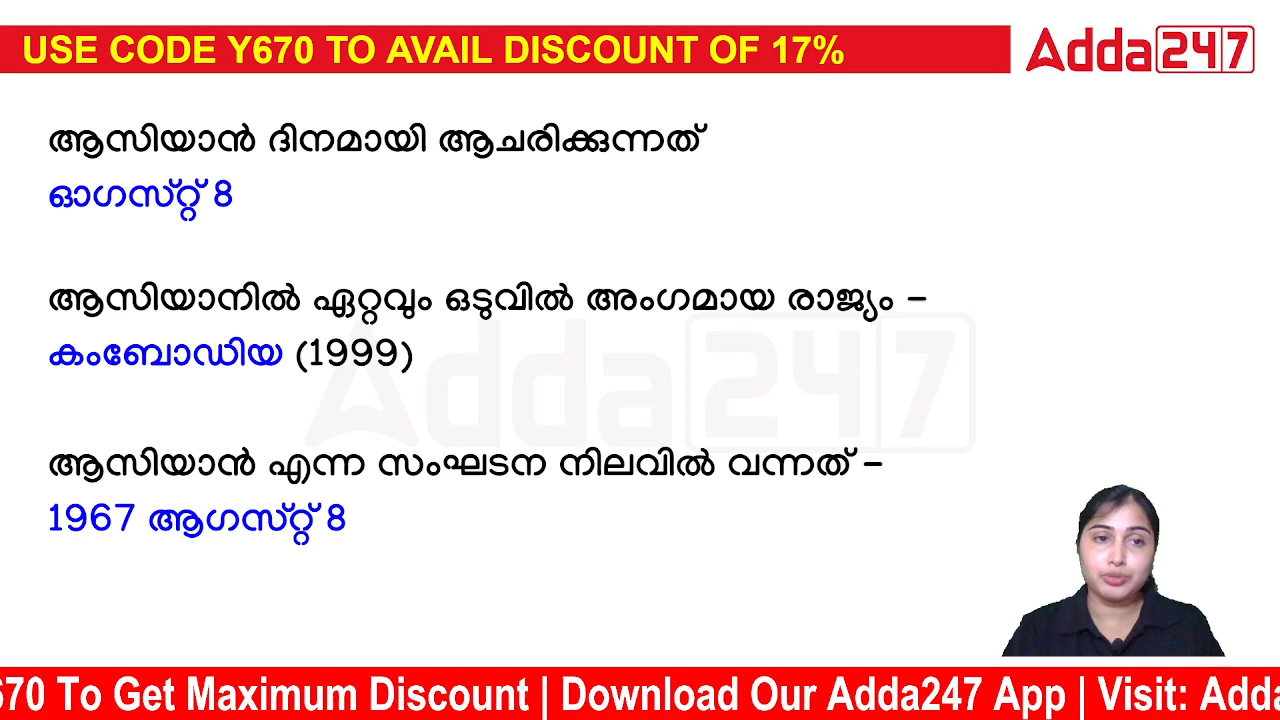 USE CODE Y670 TO AVAIL DISCOUNT OF 17%
Adda247
ആസിയാൻ ദിനമായി ആചരിക്കുന്നത്
ഓഗസ്റ്റ് 8
ആസിയാനിൽ ഏറ്റവും ഒടുവിൽ അംഗമായ രാജ്യം –
കംബോഡിയ (1999)
Adda247
ആസിയാൻ എന്ന സംഘടന നിലവിൽ വന്നത് –
1967 ആഗസ്റ്റ് 8
670 To Get Maximum Discount | Download Our Adda247 App | Visit: Adda